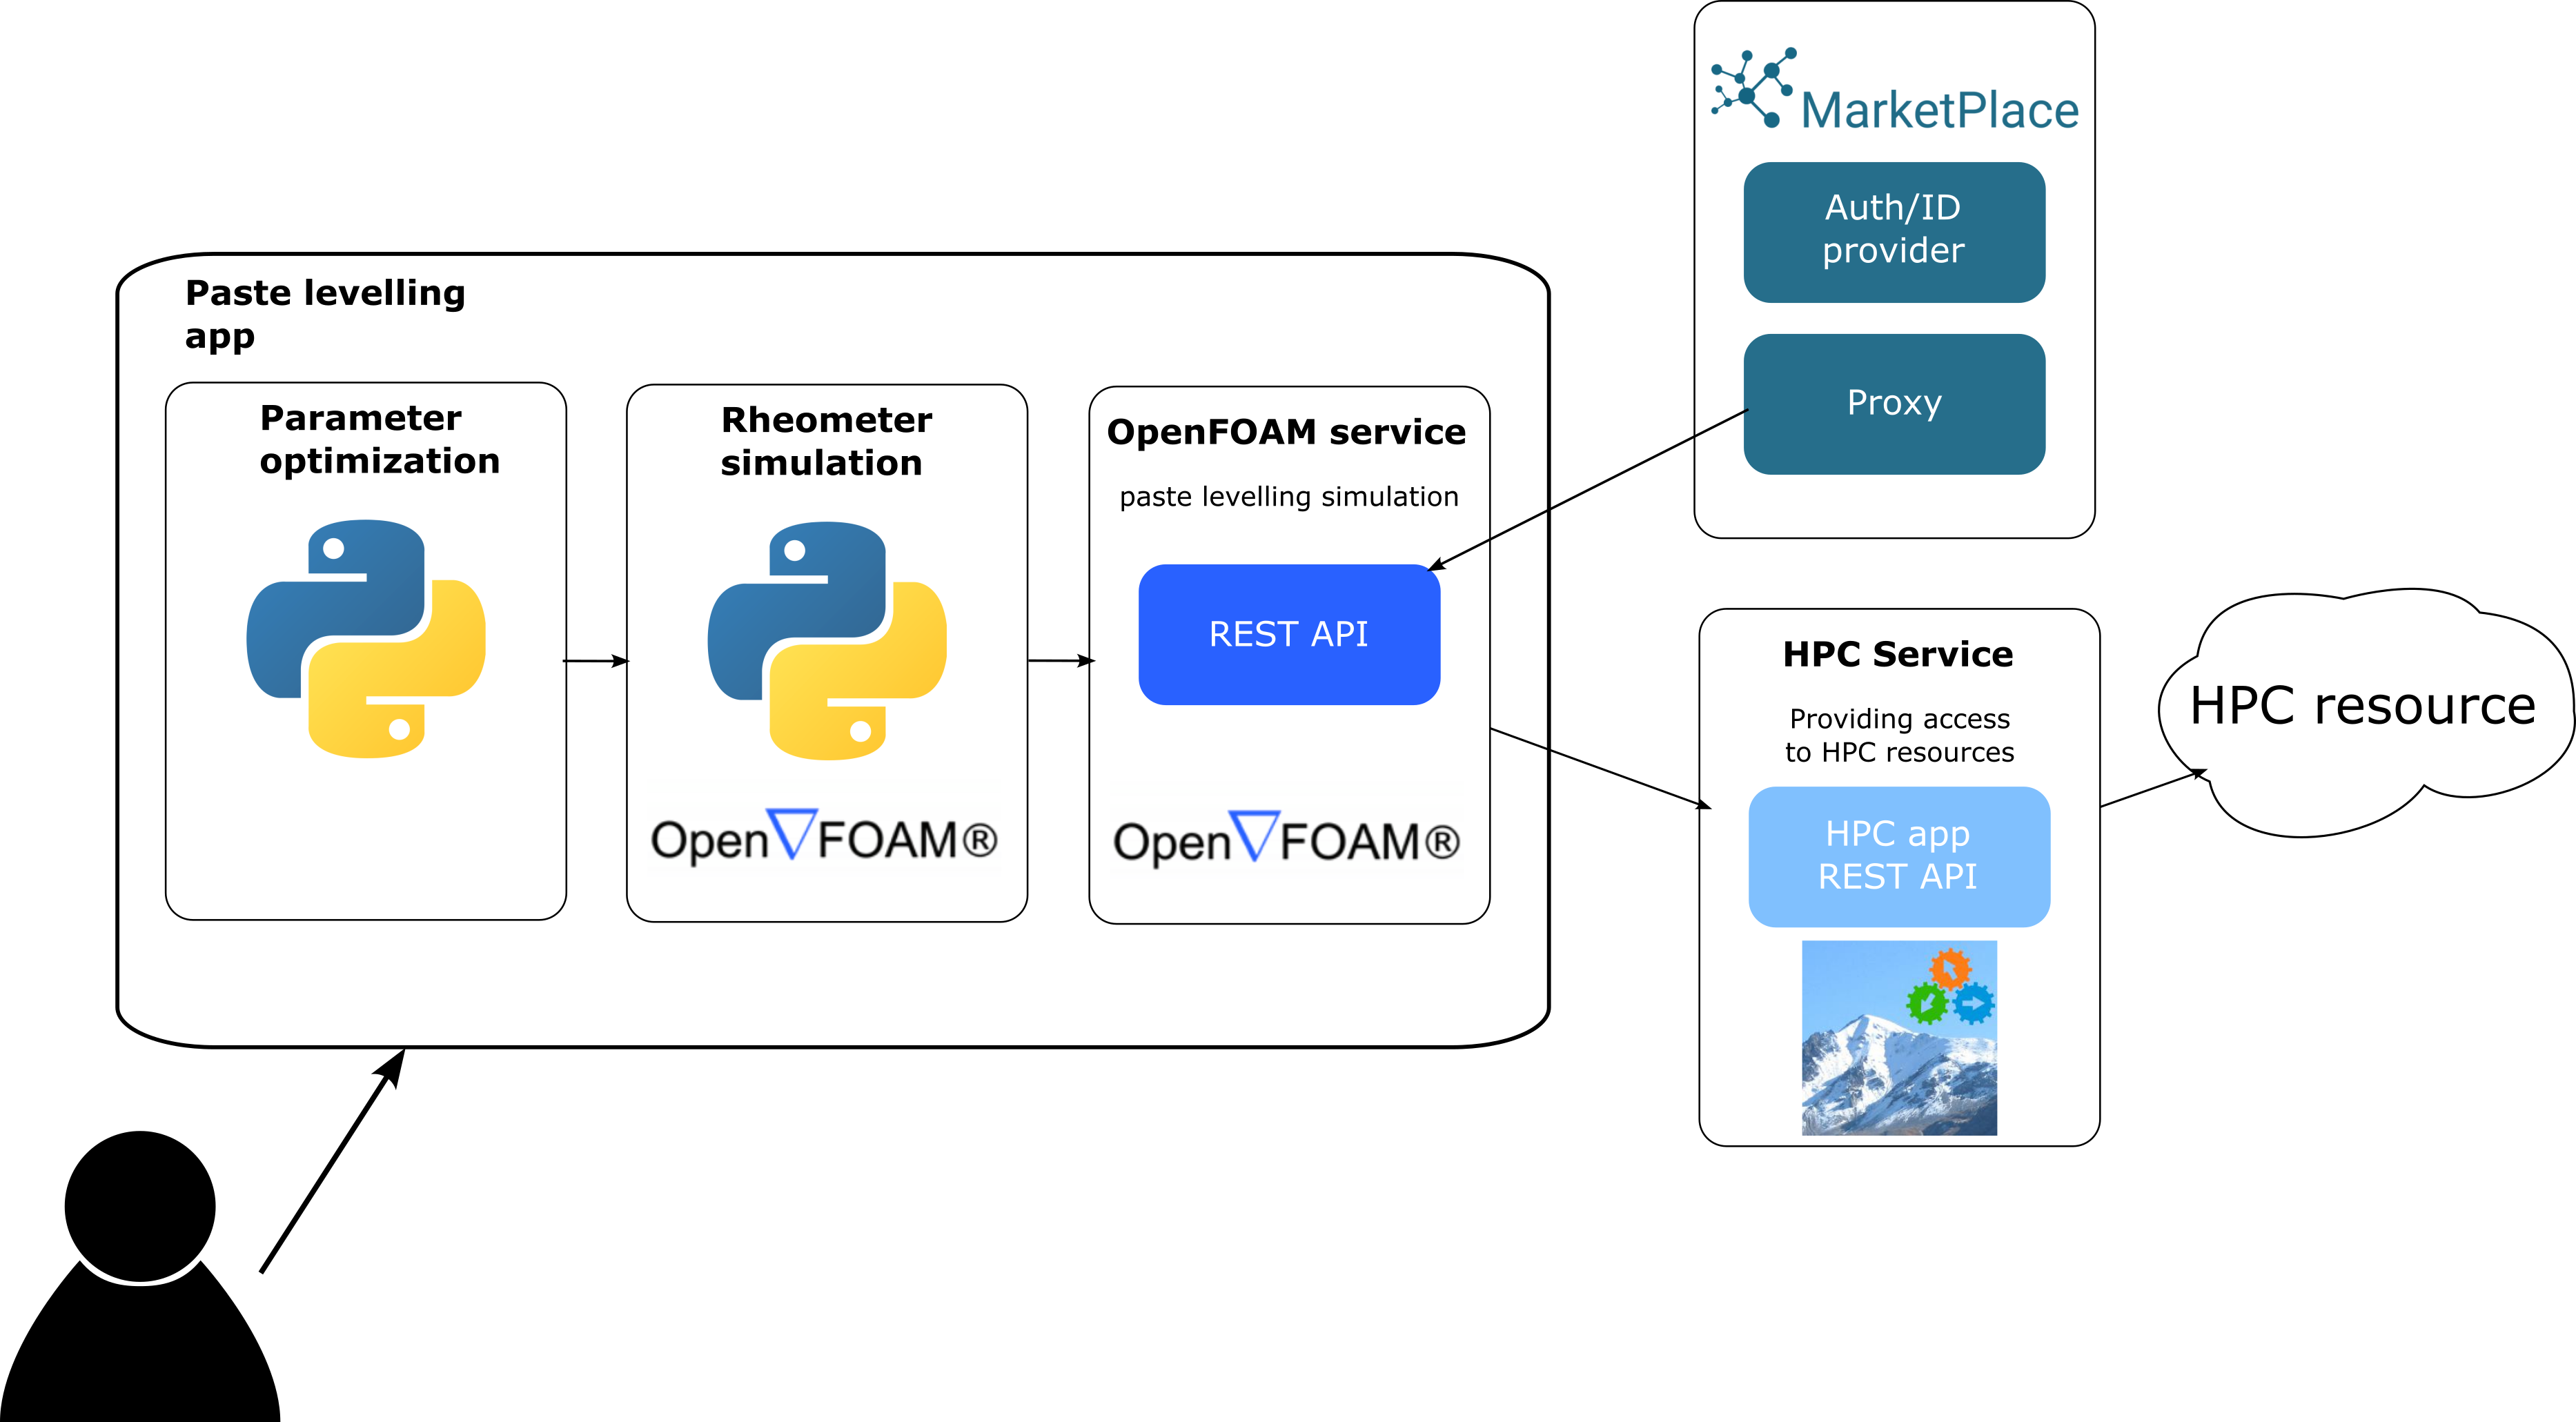 MarketPlace
Auth/ID
provider
Proxy
Paste levelling
app
Parameter
optimization
Rheometer
simulation
OpenFOAM®
OpenFOAM service
paste levelling simulation
REST API
OpenFOAM®
HPC Service
Providing access
to HPC resources
HPC app
REST API
HPC resource